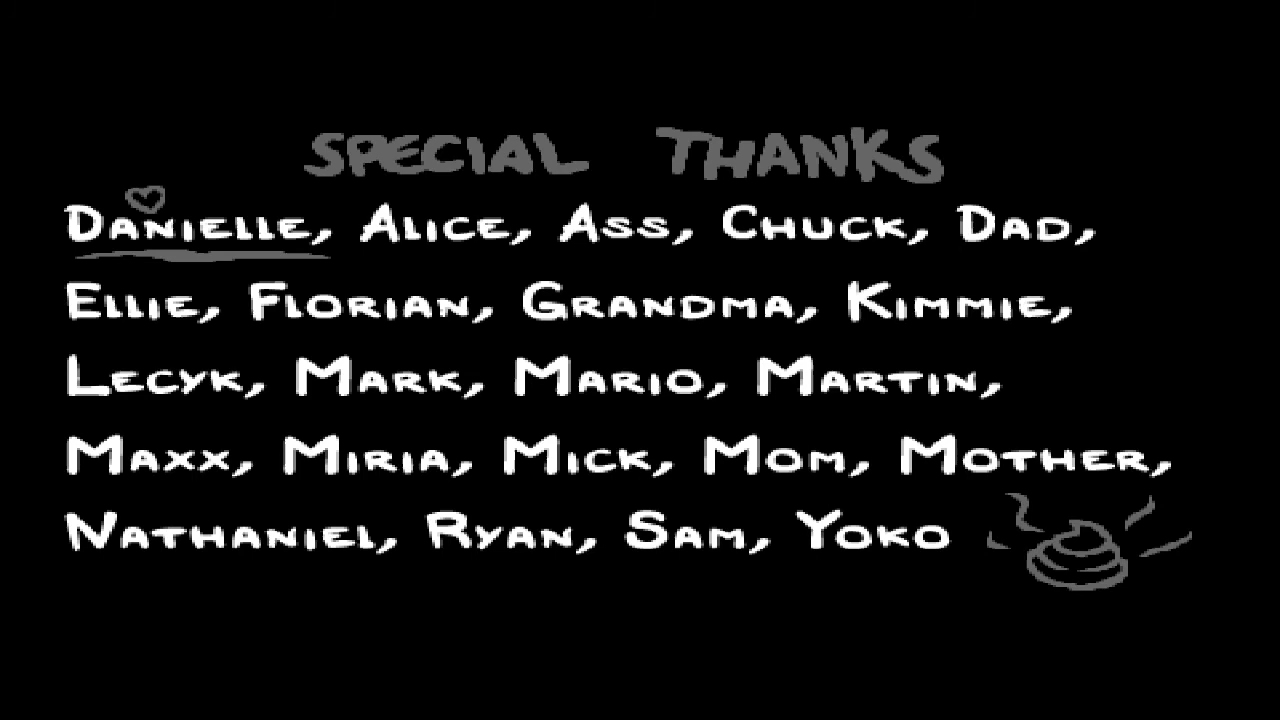 SPECIAL THANKS
DANIELLE, ALICE, ASS, CHUCK, DAD,
ELLIE, FLORIAN, GRANDMA, KIMMIE,
LECYK, MARK, MARIO, MARTIN,
MAXX, MIRIA, MICK, MOM, MOTHER,
NATHANIEL, RYAN, SAM, YOKO